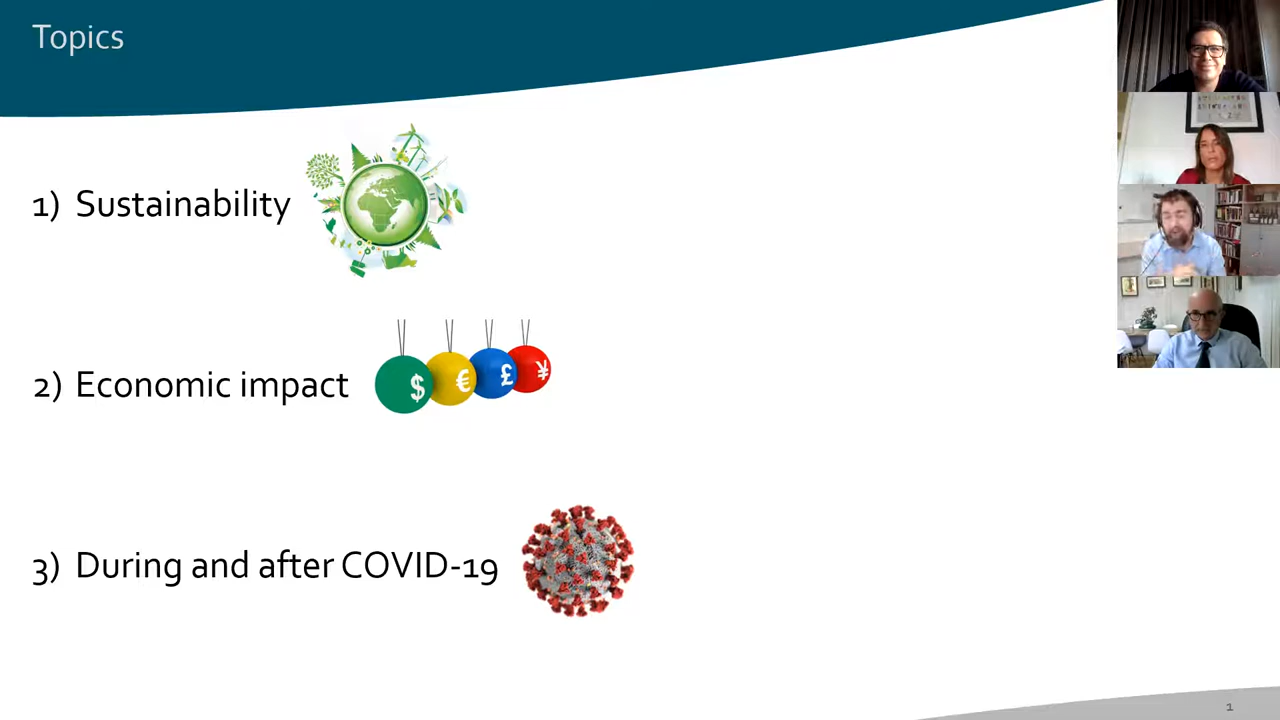 Topics
1) Sustainability
2) Economic impact
$ € £ ¥
3) During and after COVID-19
1